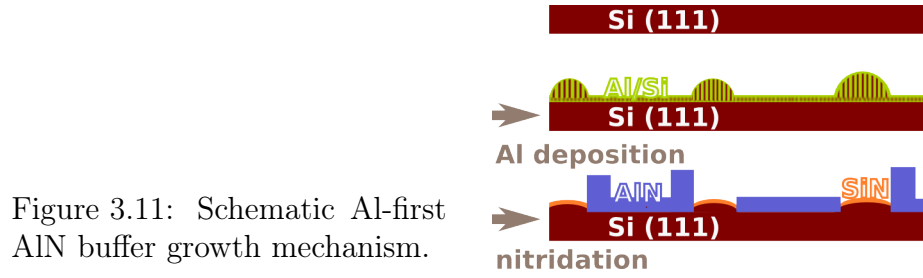 Si (111)
Al/Si
Si (111)
Al deposition
AlN
SiN
Si (111)
nitridation
Figure 3.11: Schematic Al-first
AlN buffer growth mechanism.